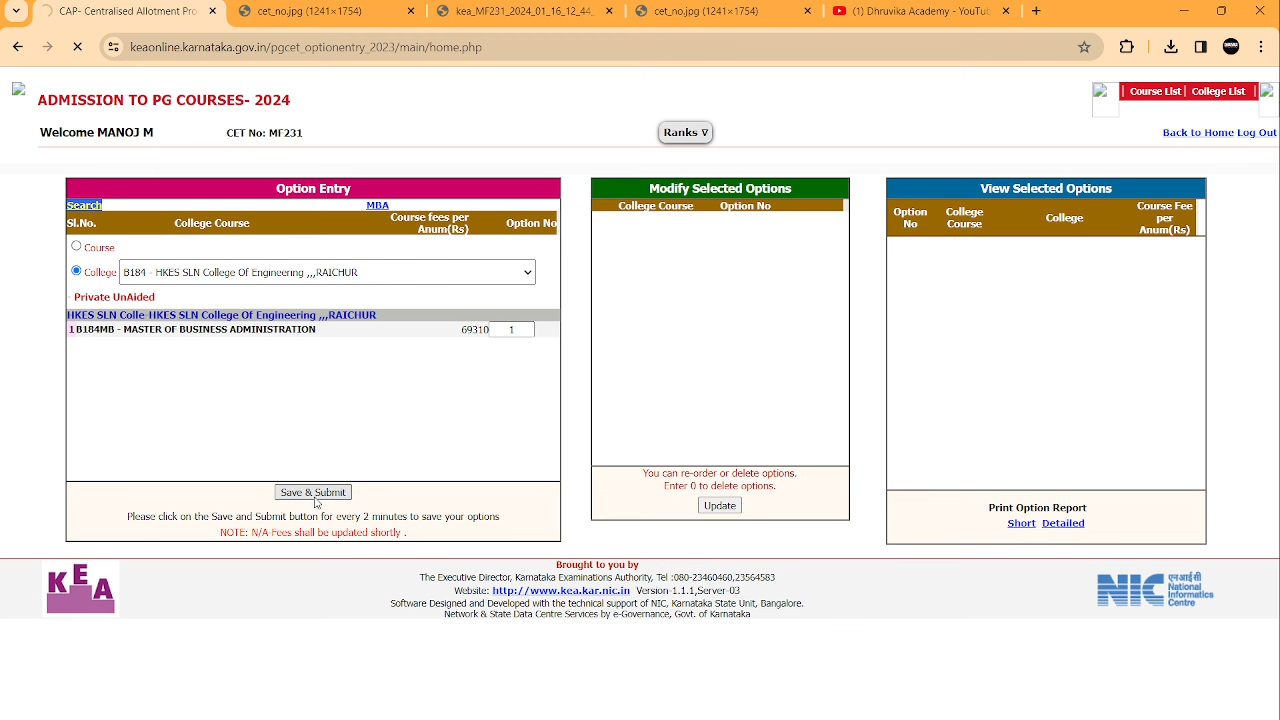 CAP- Centralised Allotment Pro
cet_no.jpg (1241×1754)
kea_MF231_2024_01_16_12_44_
cet_no.jpg (1241×1754)
(1) Dhruvika Academy - YouTub
keaonline.karnataka.gov.in/pgcet_optionentry_2023/main/home.php
ADMISSION TO PG COURSES- 2024
| Course List | College List |
Welcome MANOJ M
CET No: MF231
Ranks ∇
Back to Home Log Out
Option Entry
Search
MBA
Sl.No.
College Course
Course fees per Anum(Rs)
Option No
Course
College
B184 - HKES SLN College Of Engineering ,,,RAICHUR
- Private UnAided
HKES SLN Colle-HKES SLN College Of Engineering ,,,RAICHUR
1 B184MB - MASTER OF BUSINESS ADMINISTRATION 69310 1
Save & Submit
Please click on the Save and Submit button for every 2 minutes to save your options
NOTE: N/A-Fees shall be updated shortly .
Modify Selected Options
College Course
Option No
You can re-order or delete options.
Enter 0 to delete options.
Update
View Selected Options
Option No
College Course
College
Course Fee per Anum(Rs)
Print Option Report
Short Detailed
KEA
Brought to you by
The Executive Director, Karnataka Examinations Authority, Tel :080-23460460,23564583
Website: http://www.kea.kar.nic.in Version-1.1.1,Server-03
Software Designed and Developed with the technical support of NIC, Karnataka State Unit, Bangalore.
Network & State Data Centre Services by e-Governance, Govt. of Karnataka
NIC
एनआईसी
National
Informatics
Centre